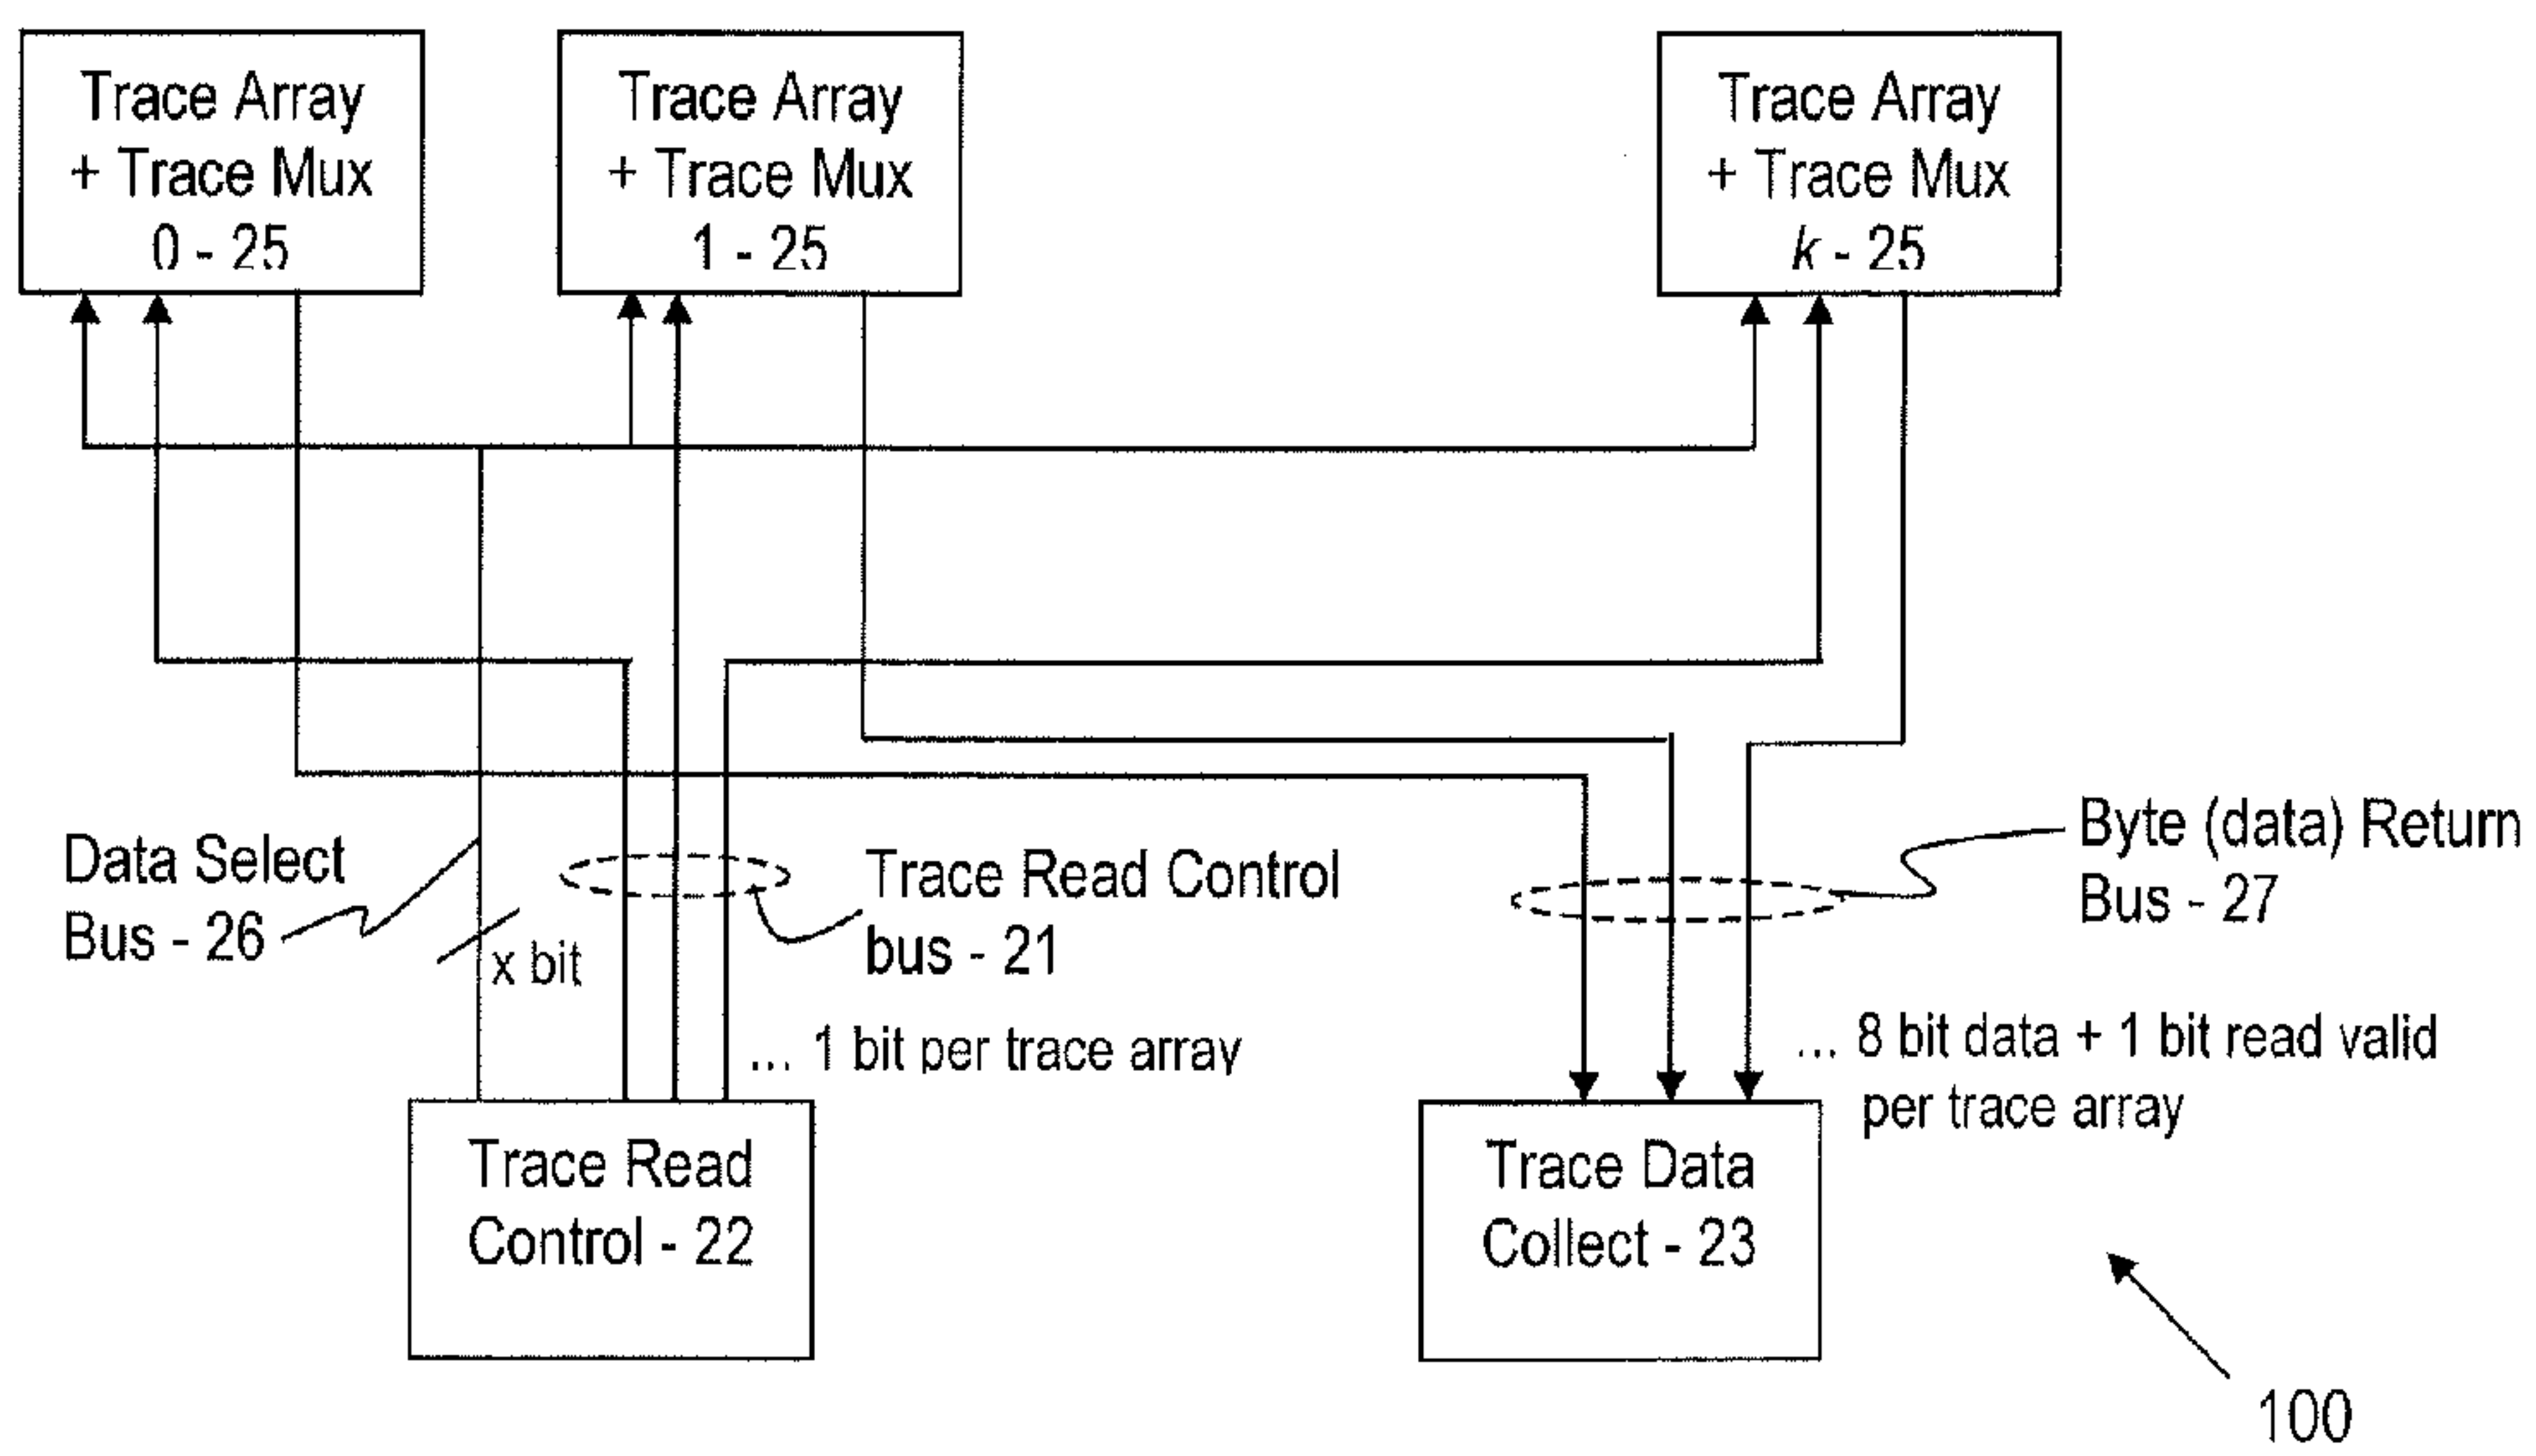 Trace Array
+ Trace Mux
0 - 25
Trace Array
+ Trace Mux
1 - 25
Trace Array
+ Trace Mux
k - 25
Data Select
Bus - 26
x bit
Trace Read Control
bus - 21
... 1 bit per trace array
Byte (data) Return
Bus - 27
... 8 bit data + 1 bit read valid
per trace array
Trace Read
Control - 22
Trace Data
Collect - 23
100